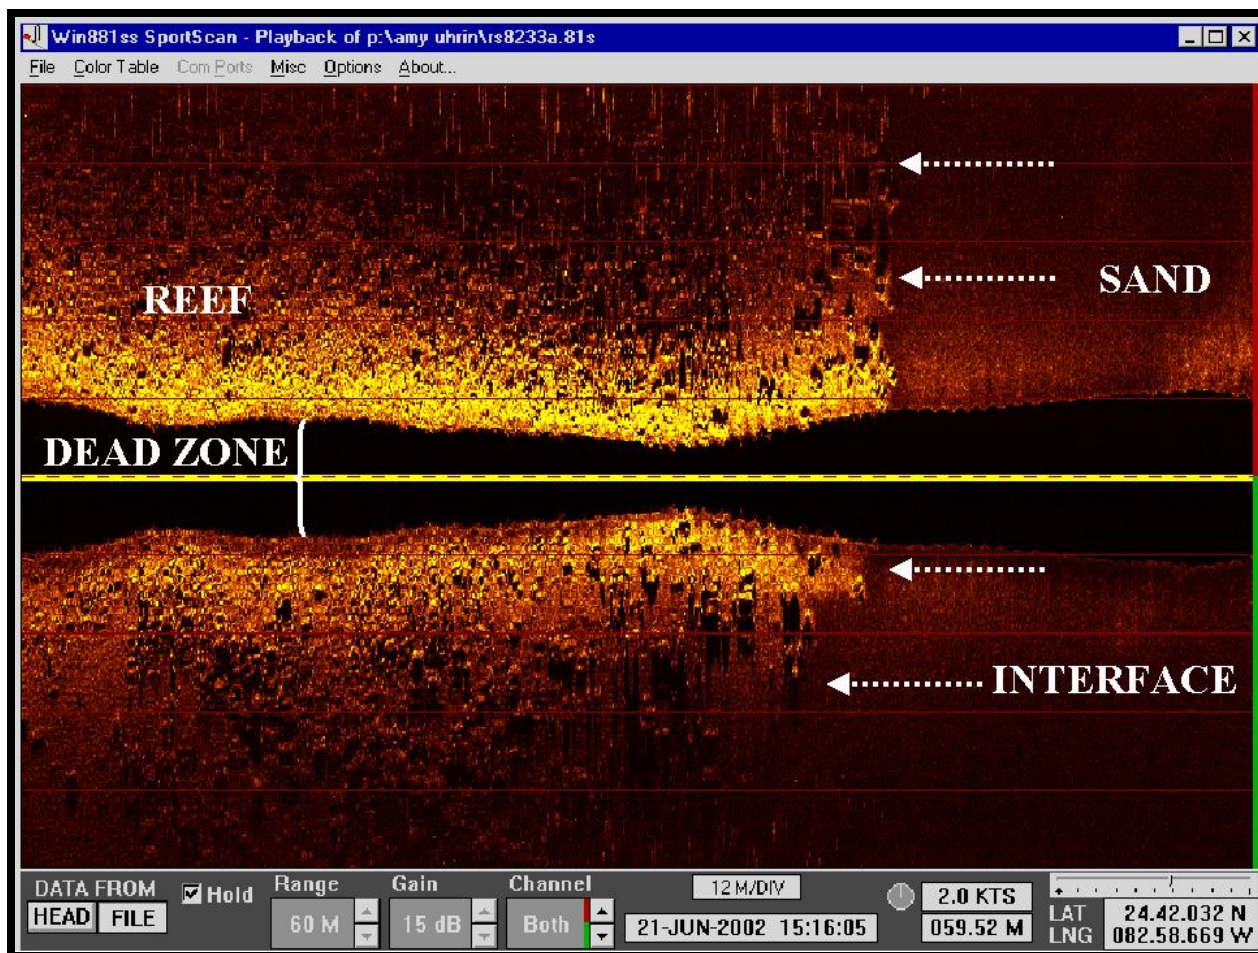 Win881ss SportScan - Playback of p:\amy uhrin\rs8233a.81s
File Color Table Com Ports Misc Options About...
REEF
SAND
DEAD ZONE
INTERFACE
DATA FROM
HEAD FILE
Hold
Range
60 M
Gain
15 dB
Channel
Both
12 M/DIV
21-JUN-2002 15:16:05
2.0 KTS
059.52 M
LAT 24.42.032 N
LNG 082.58.669 W